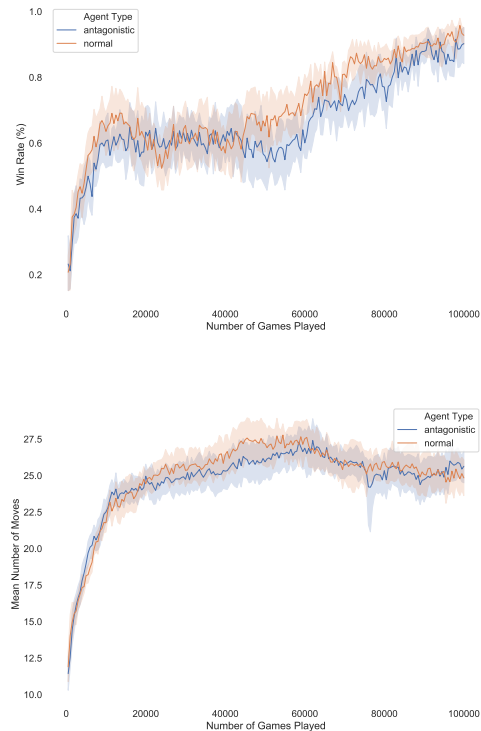 Agent Type
antagonistic
normal
1.0
0.8
0.6
0.4
0.2
Win Rate (%)
0 20000 40000 60000 80000 100000
Number of Games Played
Agent Type
antagonistic
normal
27.5
25.0
22.5
20.0
17.5
15.0
12.5
10.0
Mean Number of Moves
0 20000 40000 60000 80000 100000
Number of Games Played